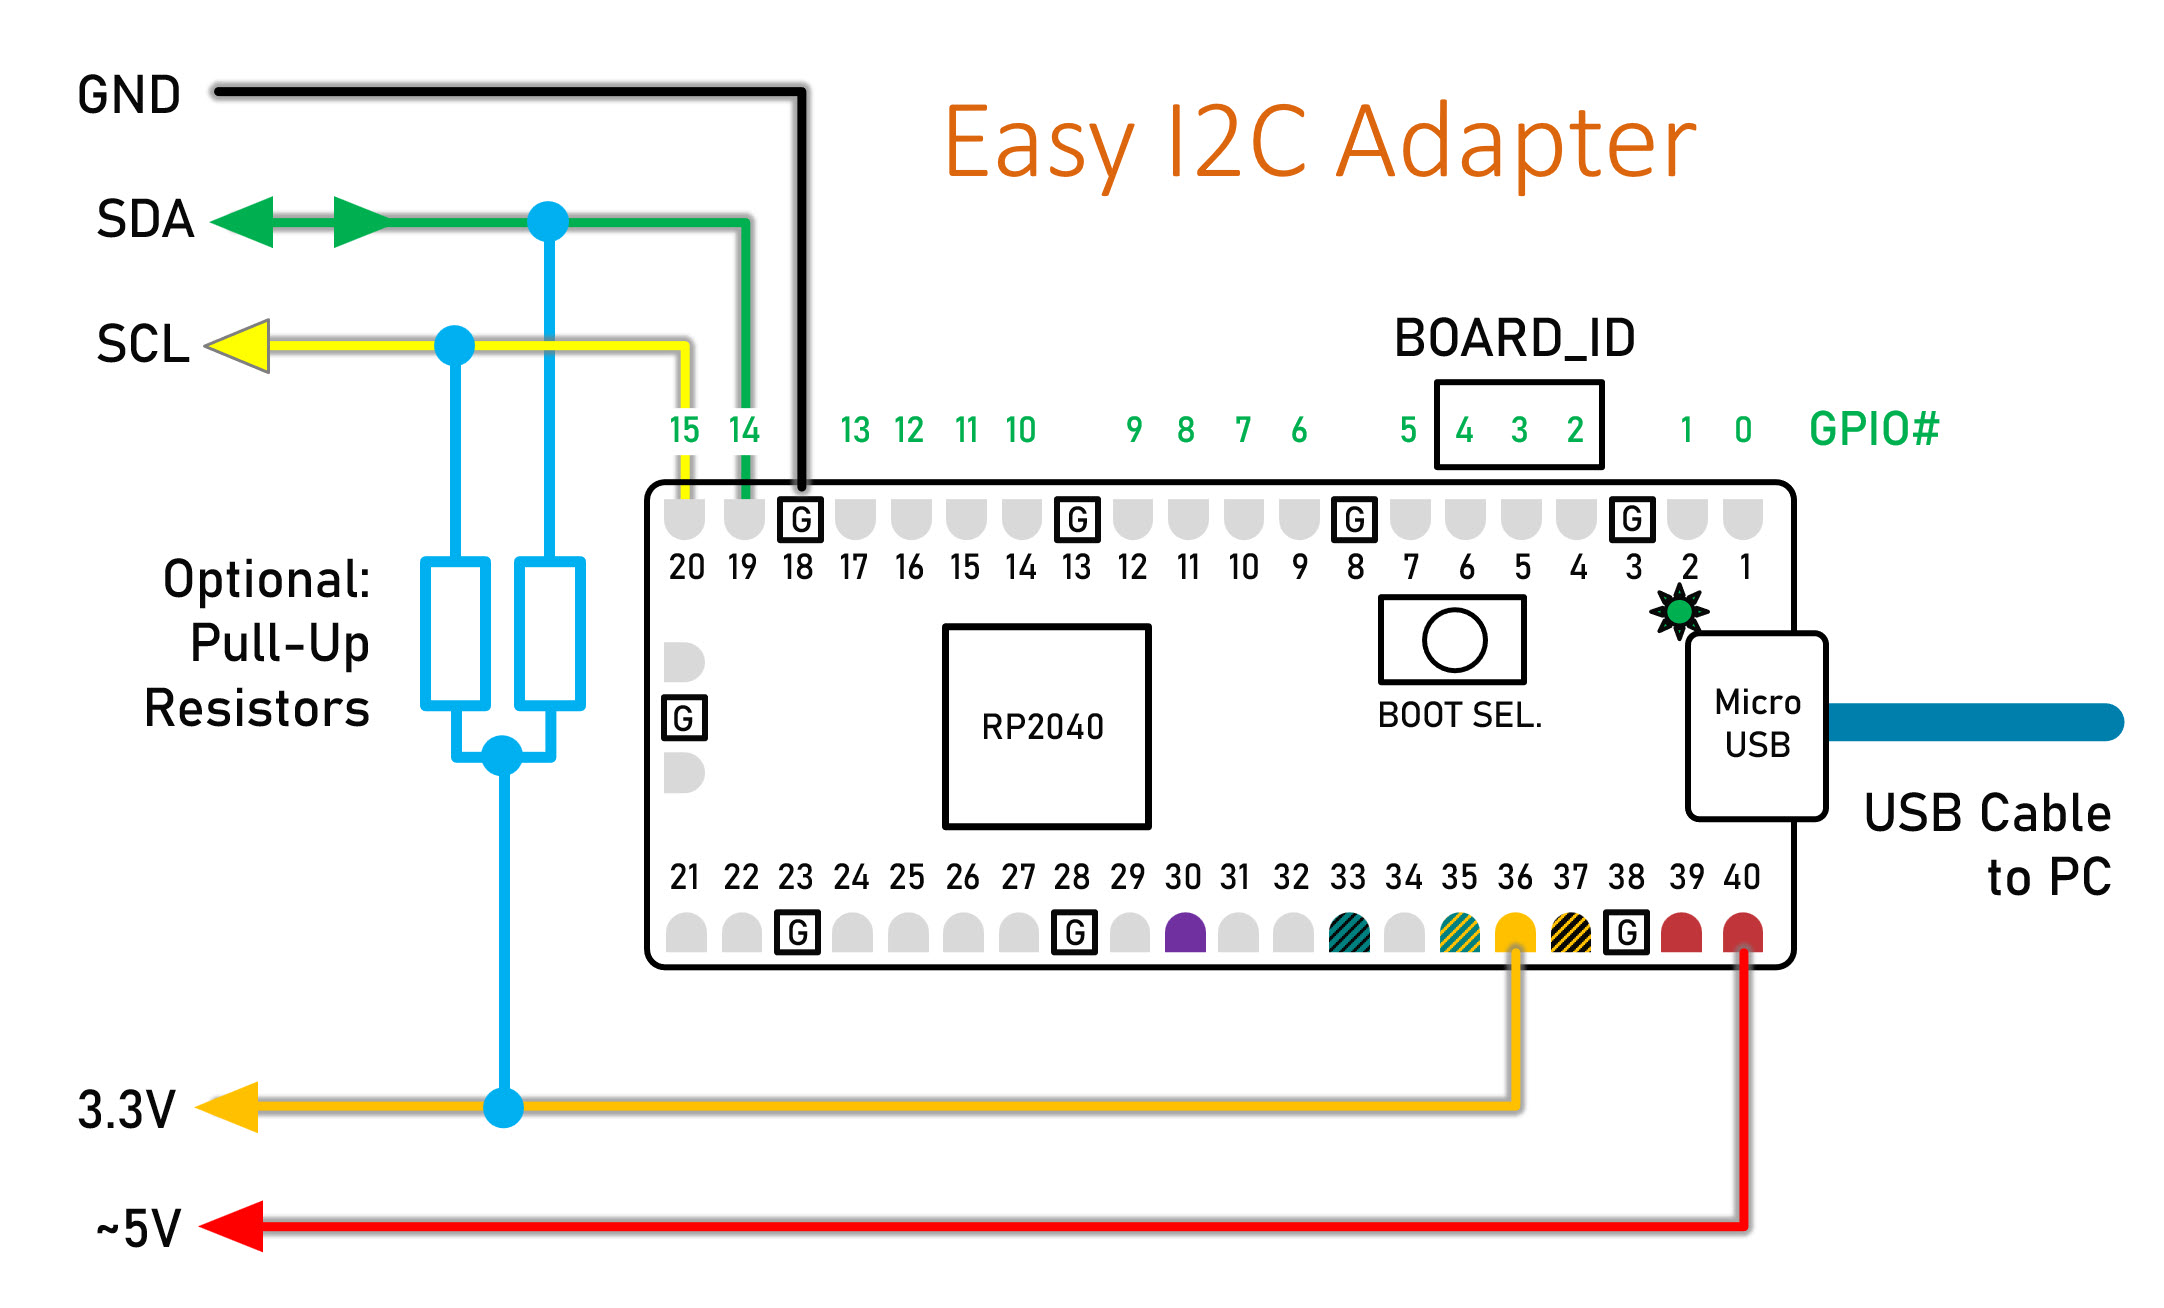 GND
Easy I2C Adapter
SDA
SCL
BOARD_ID
15 14 13 12 11 10 9 8 7 6 5 4 3 2 1 0 GPIO#
G G G G
20 19 18 17 16 15 14 13 12 11 10 9 8 7 6 5 4 3 2 1
Optional:
Pull-Up
Resistors
G
RP2040
BOOT SEL.
Micro
USB
USB Cable
to PC
21 22 23 24 25 26 27 28 29 30 31 32 33 34 35 36 37 38 39 40
G G G
3.3V
~5V